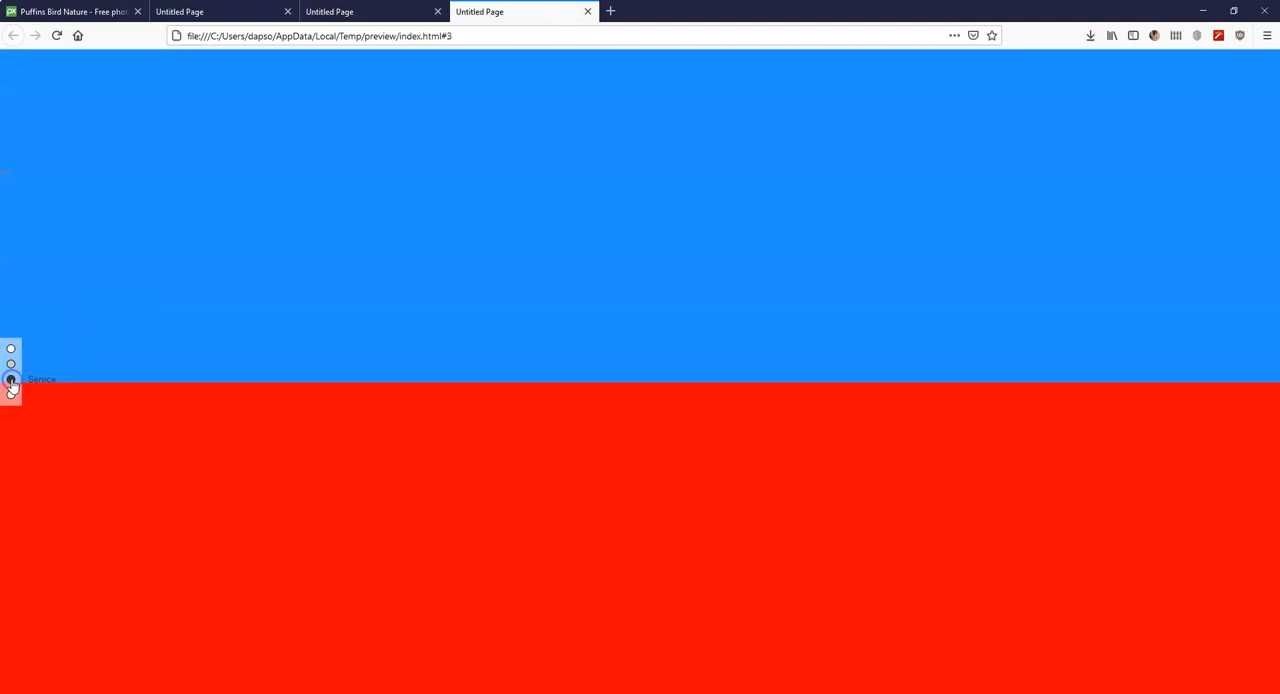 Puffins Bird Nature - Free pho
Untitled Page
Untitled Page
Untitled Page
file:///C:/Users/dapso/AppData/Local/Temp/preview/index.html#3
Service